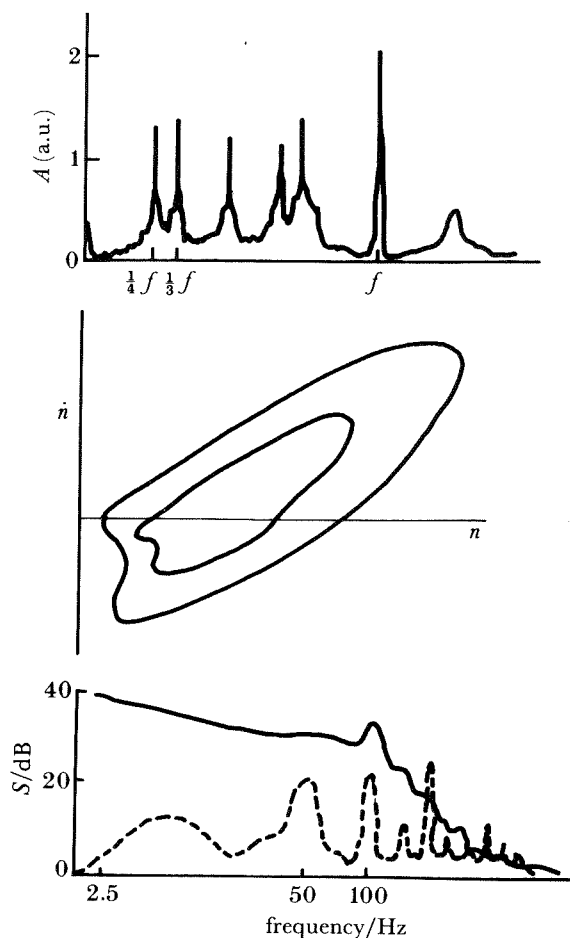 2
A (a.u.)
1
0
¼ f ⅓ f f
ṅ
n
40
S/dB
20
0
2.5 50 100
frequency/Hz